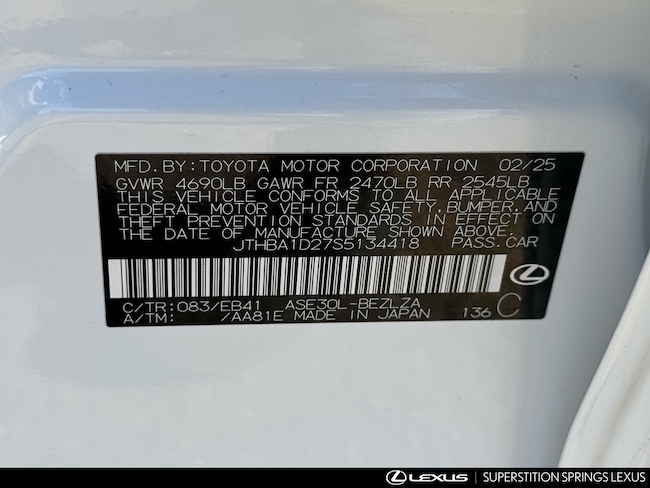 MFD. BY: TOYOTA MOTOR CORPORATION 02/25
GVWR 4690LB GAWR FR 2470LB RR 2545LB
THIS VEHICLE CONFORMS TO ALL APPLICABLE
FEDERAL MOTOR VEHICLE SAFETY, BUMPER, AND
THEFT PREVENTION STANDARDS IN EFFECT ON
THE DATE OF MANUFACTURE SHOWN ABOVE.
JTHBA1D27S5134418 PASS. CAR
C/TR: 083/EB41 ASE30L-BEZLZA
A/TM: /AA81E MADE IN JAPAN 136 C
LEXUS SUPERSTITION SPRINGS LEXUS